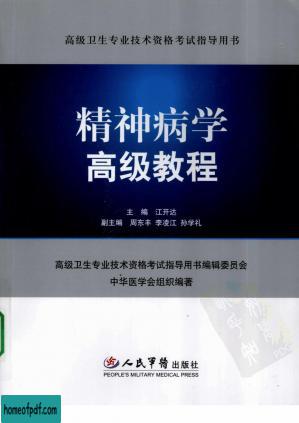 高级卫生专业技术资格考试指导用书
精神病学
高级教程
主 编 江开达
副主编 周东丰 李凌江 孙学礼
高级卫生专业技术资格考试指导用书编辑委员会
中华医学会组织编著
人民军医出版社
PEOPLE'S MILITARY MEDICAL PRESS
homeofpdf.com